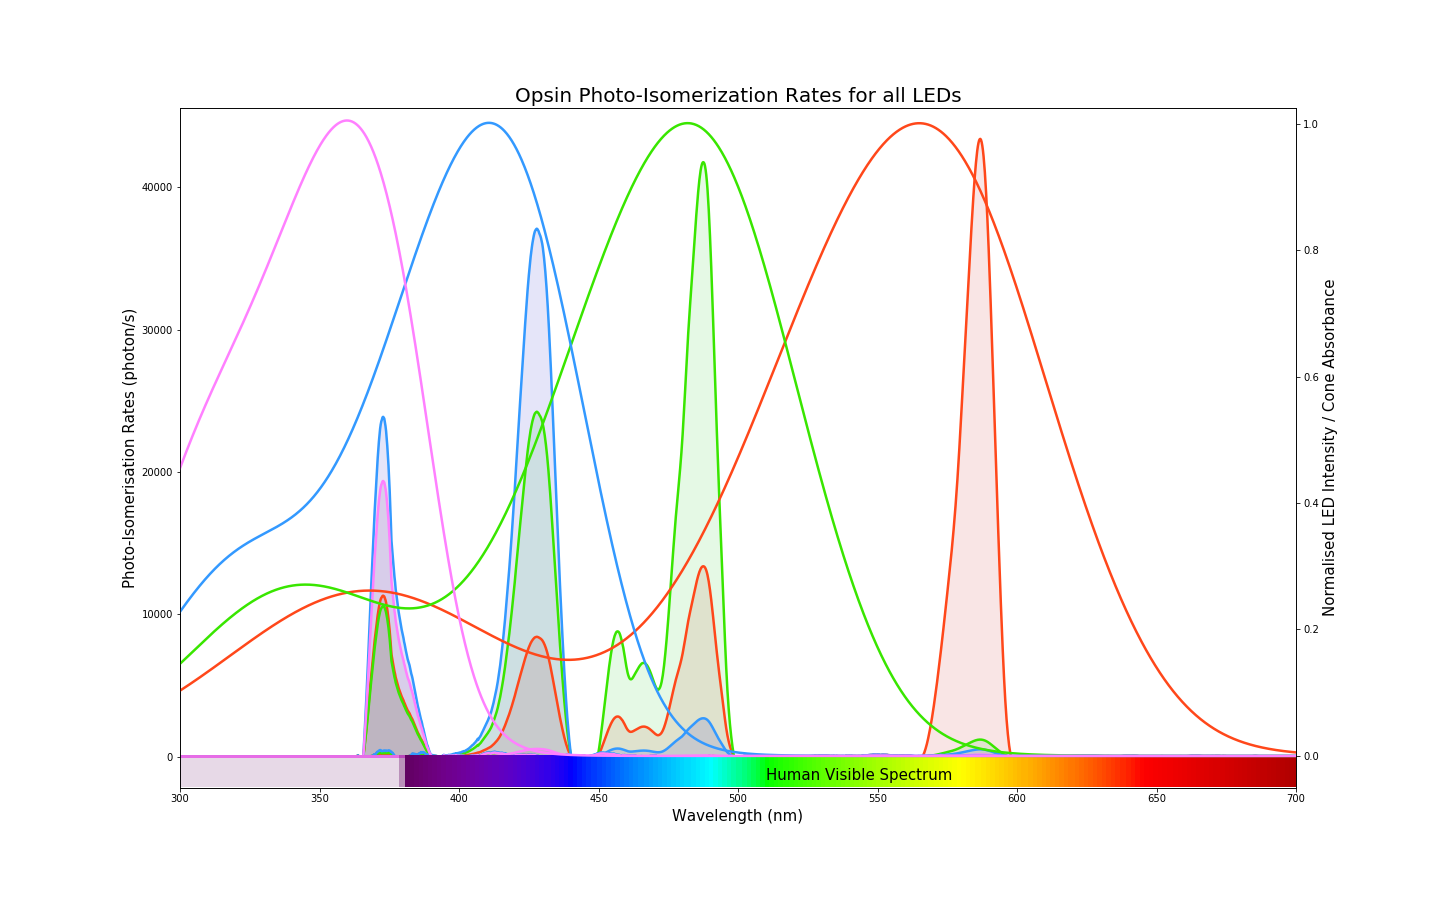 Opsin Photo-Isomerization Rates for all LEDs
Photo-Isomerisation Rates (photon/s)
40000
30000
20000
10000
0
1.0
0.8
0.6
0.4
0.2
0.0
Normalised LED Intensity / Cone Absorbance
Human Visible Spectrum
300 350 400 450 500 550 600 650 700
Wavelength (nm)